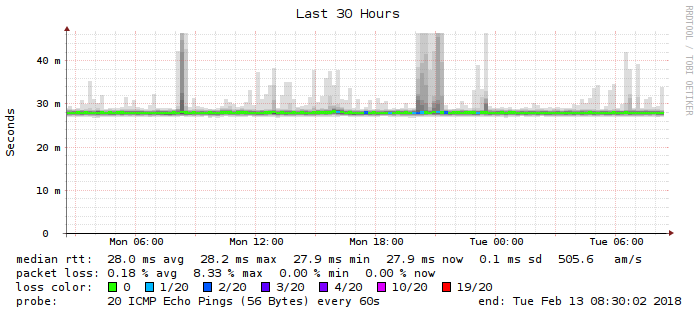 Last 30 Hours
RRDTOOL / TOBI OETIKER
Seconds
40 m
30 m
20 m
10 m
0
Mon 06:00 Mon 12:00 Mon 18:00 Tue 00:00 Tue 06:00
median rtt: 28.0 ms avg 28.2 ms max 27.9 ms min 27.9 ms now 0.1 ms sd 505.6 am/s
packet loss: 0.18 % avg 8.33 % max 0.00 % min 0.00 % now
loss color: 0 1/20 2/20 3/20 4/20 10/20 19/20
probe: 20 ICMP Echo Pings (56 Bytes) every 60s end: Tue Feb 13 08:30:02 2018